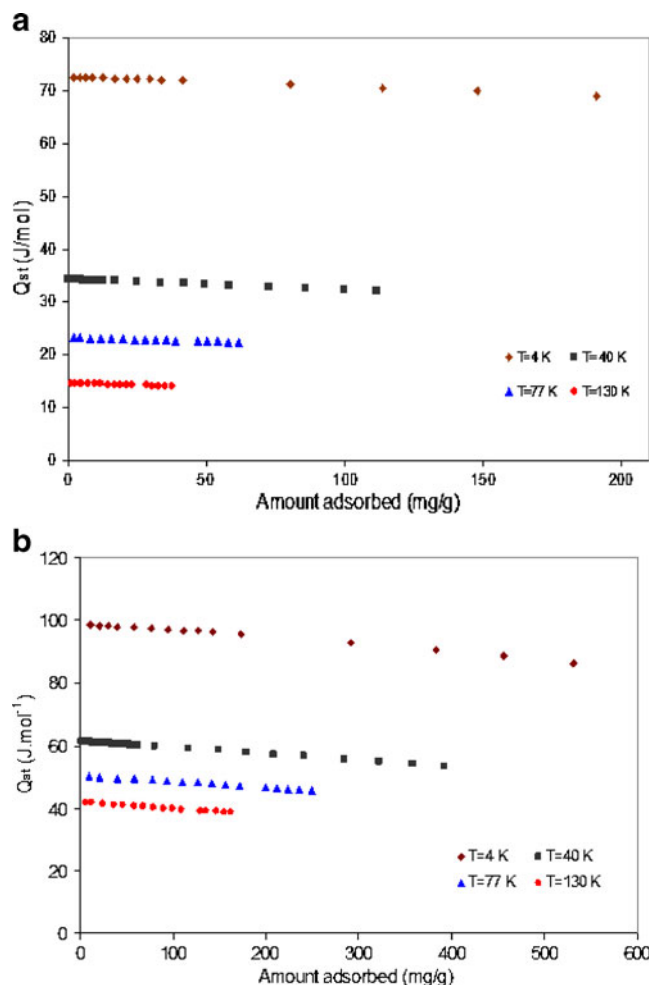 a
80
70
60
50
40
30
20
10
0
Qst (J/mol)
T=4 K T=40 K
T=77 K T=130 K
0 50 100 150 200
Amount adsorbed (mg/g)
b
120
100
80
60
40
20
0
Qst (J.mol-1)
T=4 K T=40 K
T=77 K T=130 K
0 100 200 300 400 500 600
Amount adsorbed (mg/g)